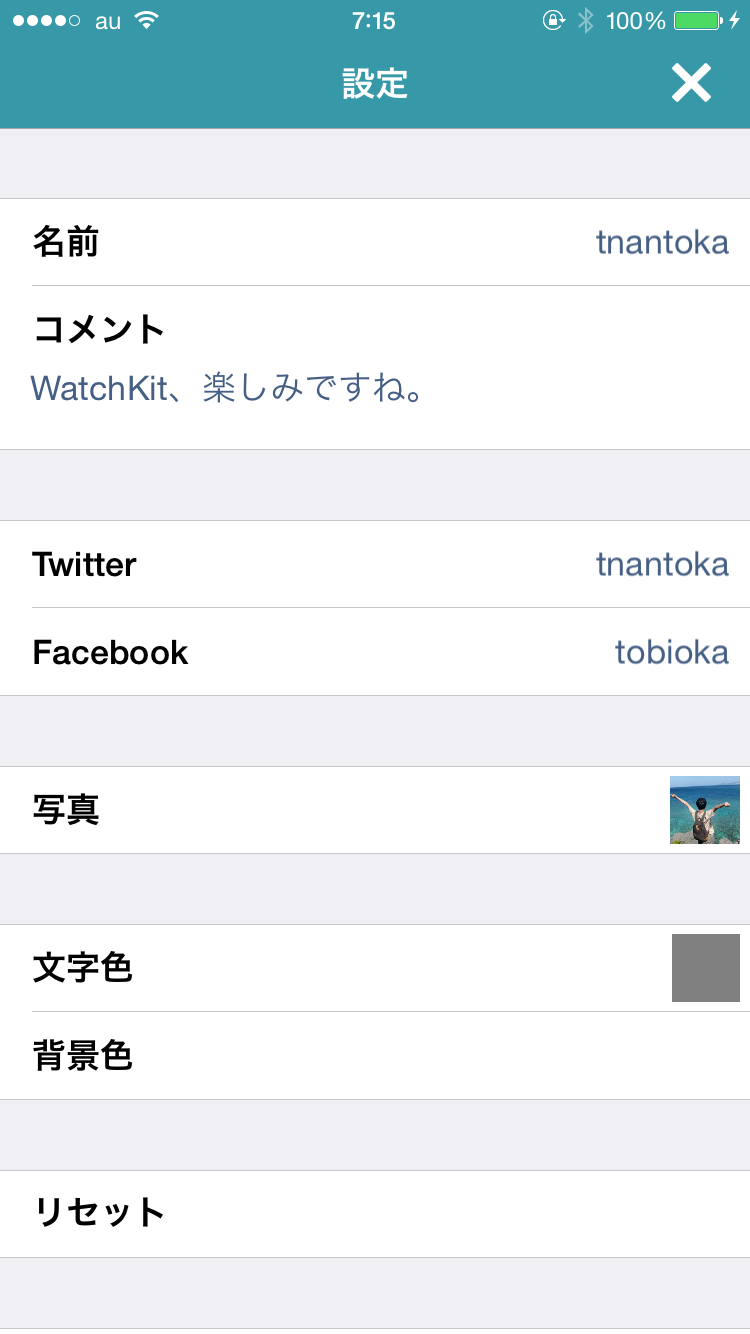 au 7:15 100%
設定
名前 tnantoka
コメント
WatchKit、楽しみですね。
Twitter tnantoka
Facebook tobioka
写真
文字色
背景色
リセット